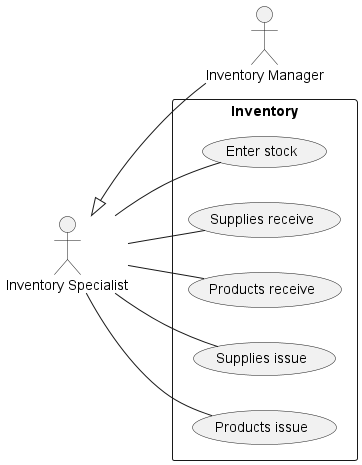 Inventory Manager
Inventory
Enter stock
Supplies receive
Inventory Specialist
Products receive
Supplies issue
Products issue